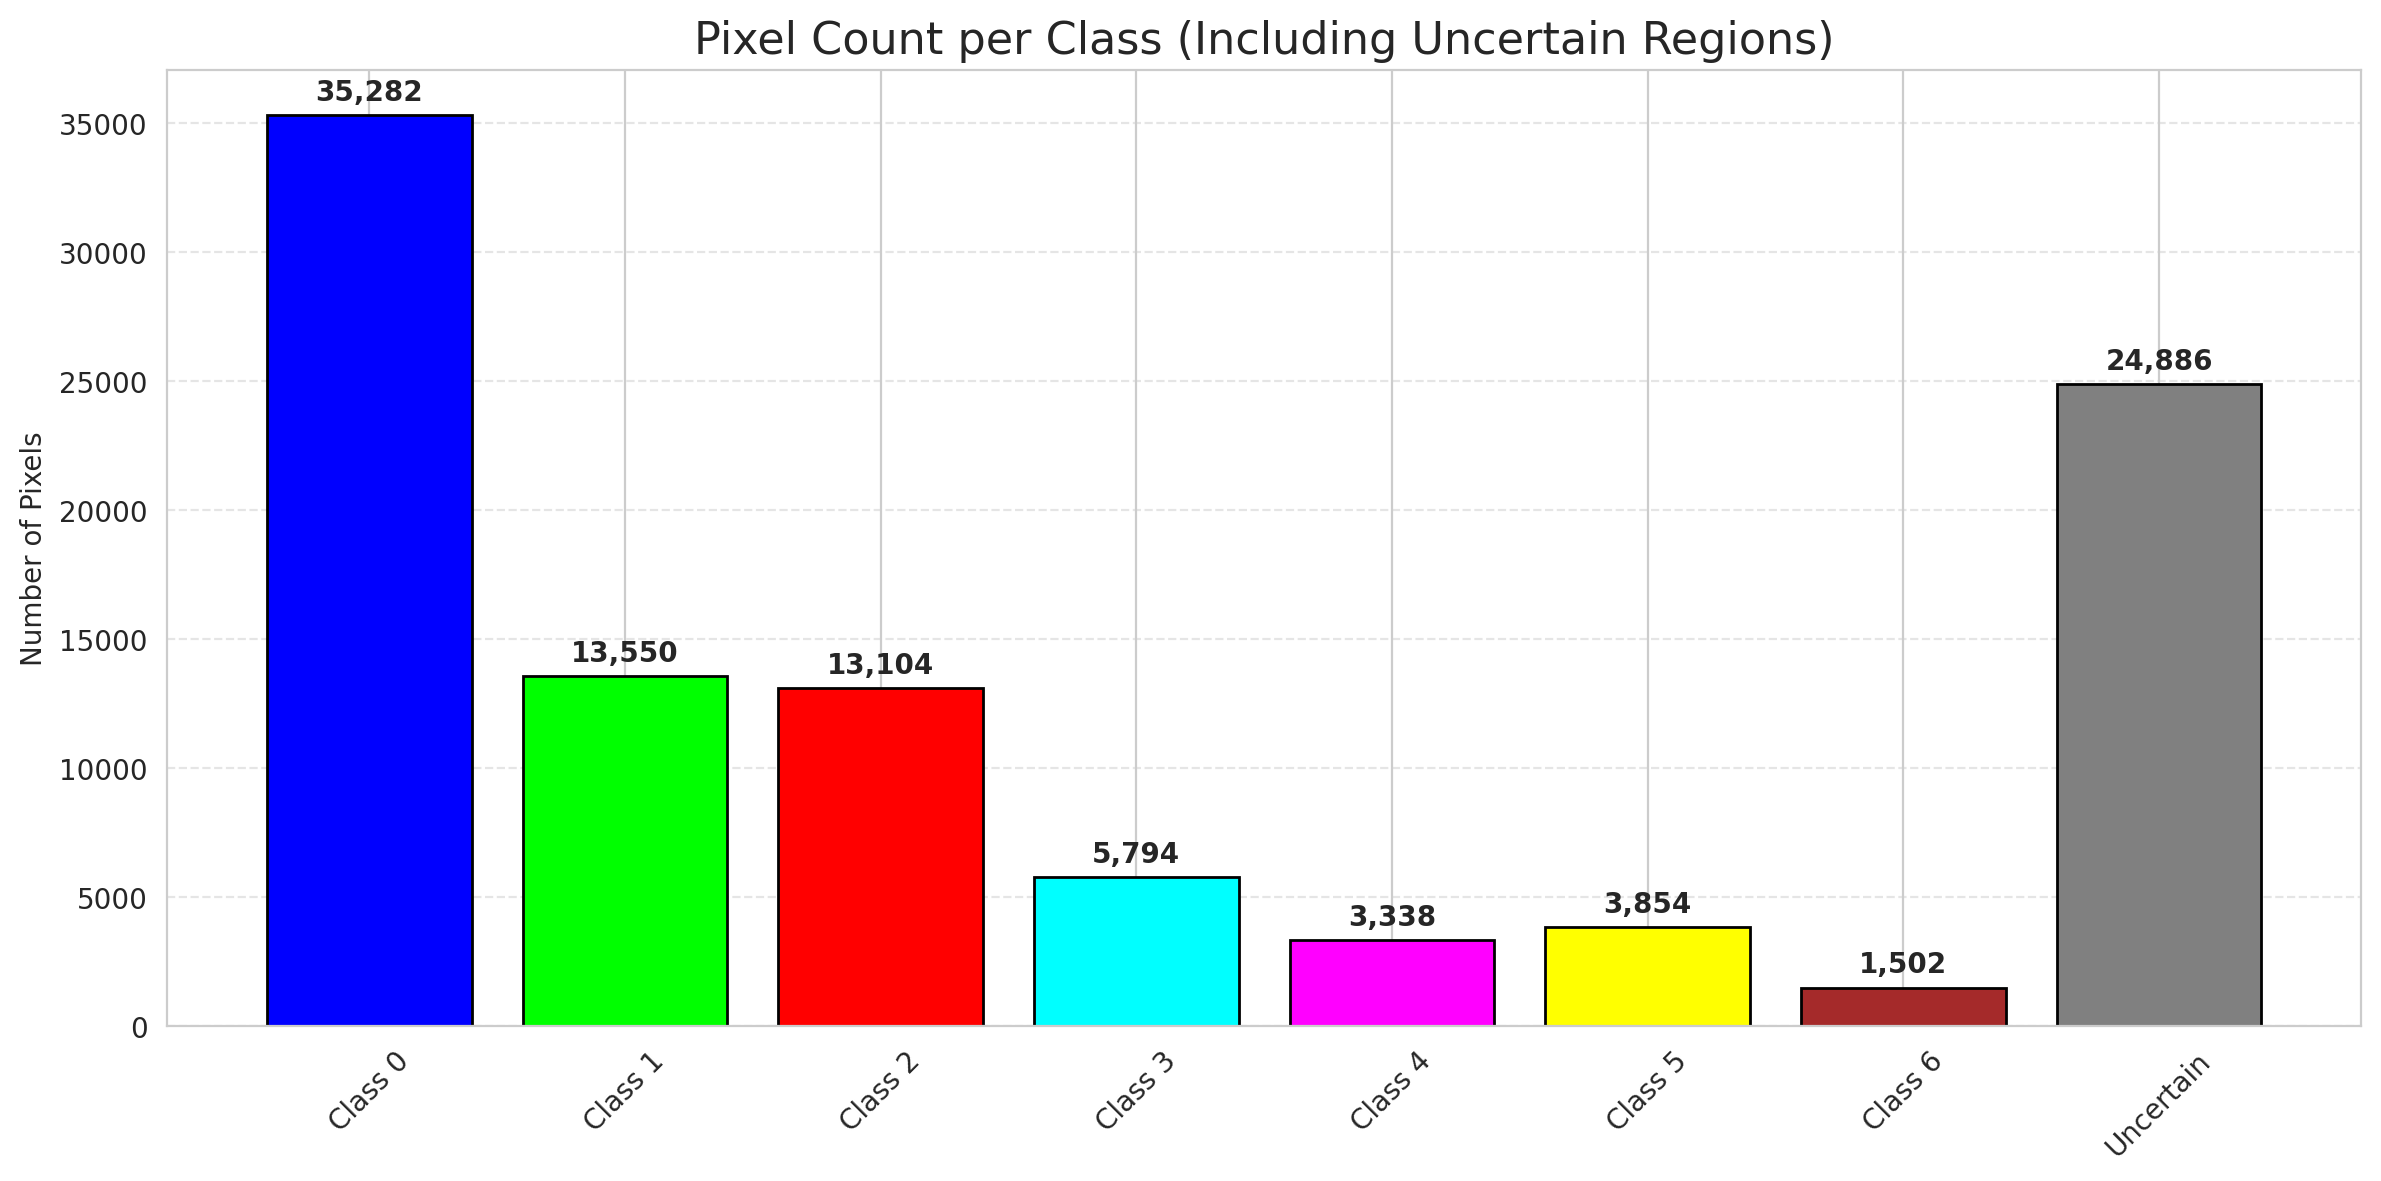 Pixel Count per Class (Including Uncertain Regions)
Number of Pixels
35000
30000
25000
20000
15000
10000
5000
0
35,282
13,550
13,104
5,794
3,338
3,854
1,502
24,886
Class 0
Class 1
Class 2
Class 3
Class 4
Class 5
Class 6
Uncertain